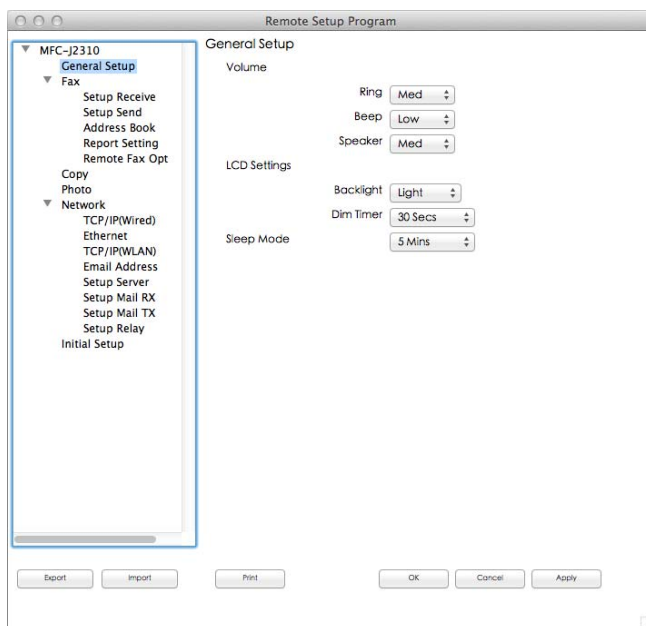 Remote Setup Program
MFC-J2310
General Setup
Fax
Setup Receive
Setup Send
Address Book
Report Setting
Remote Fax Opt
Copy
Photo
Network
TCP/IP(Wired)
Ethernet
TCP/IP(WLAN)
Email Address
Setup Server
Setup Mail RX
Setup Mail TX
Setup Relay
Initial Setup
General Setup
Volume
Ring Med
Beep Low
Speaker Med
LCD Settings
Backlight Light
Dim Timer 30 Secs
Sleep Mode 5 Mins
Export Import Print OK Cancel Apply